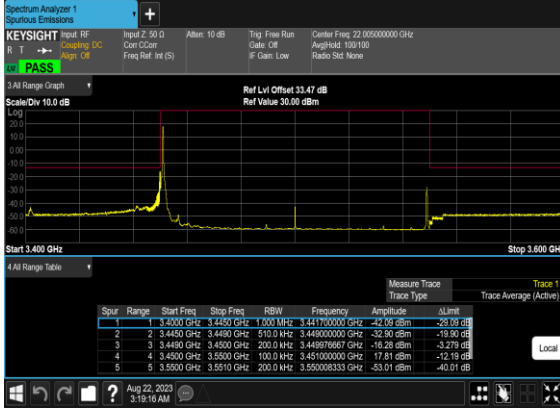 Spectrum Analyzer 1
Spurious Emissions
+
KEYSIGHT Input: RF Input Z: 50 Ω Atten: 10 dB Trig: Free Run Center Freq: 22.005000000 GHz
R T Coupling: DC Corr CCorr Gate: Off Avg|Hold: 100/100
Align: Off Freq Ref: Int (S) IF Gain: Low Radio Std: None
LXI PASS
3 All Range Graph
Ref Lvl Offset 33.47 dB
Scale/Div 10.0 dB Ref Value 30.00 dBm
Log
20.0
10.0
0.00
-10.0
-20.0
-30.0
-40.0
-50.0
-60.0
Start 3.400 GHz Stop 3.600 GH
4 All Range Table
Measure Trace Trace 1
Trace Type Trace Average (Active)
Spur Range Start Freq Stop Freq RBW Frequency Amplitude ΔLimit
1 1 3.4000 GHz 3.4450 GHz 1.000 MHz 3.441700000 GHz -42.09 dBm -29.09 dB
2 2 3.4450 GHz 3.4490 GHz 510.0 kHz 3.449000000 GHz -32.90 dBm -19.90 dB
3 3 3.4490 GHz 3.4500 GHz 200.0 kHz 3.449976667 GHz -16.28 dBm -3.279 dB
4 4 3.4500 GHz 3.5500 GHz 100.0 kHz 3.451000000 GHz 17.81 dBm -12.19 dB
5 5 3.5500 GHz 3.5510 GHz 200.0 kHz 3.550008333 GHz -53.01 dBm -40.01 dB
Local
? Aug 22, 2023
3:19:16 AM